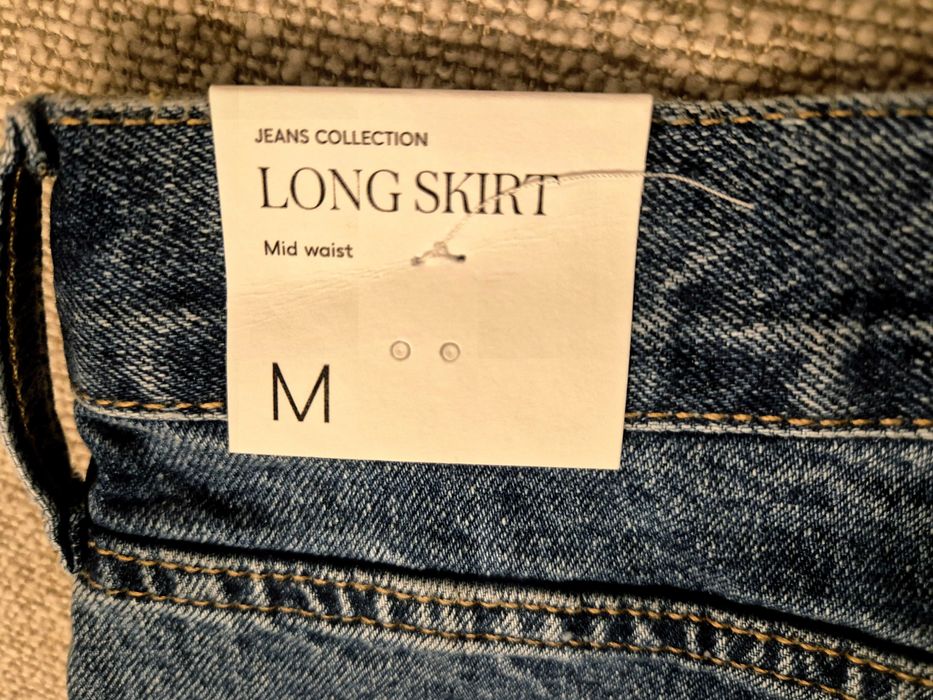 JEANS COLLECTION
LONG SKIRT
Mid waist
M